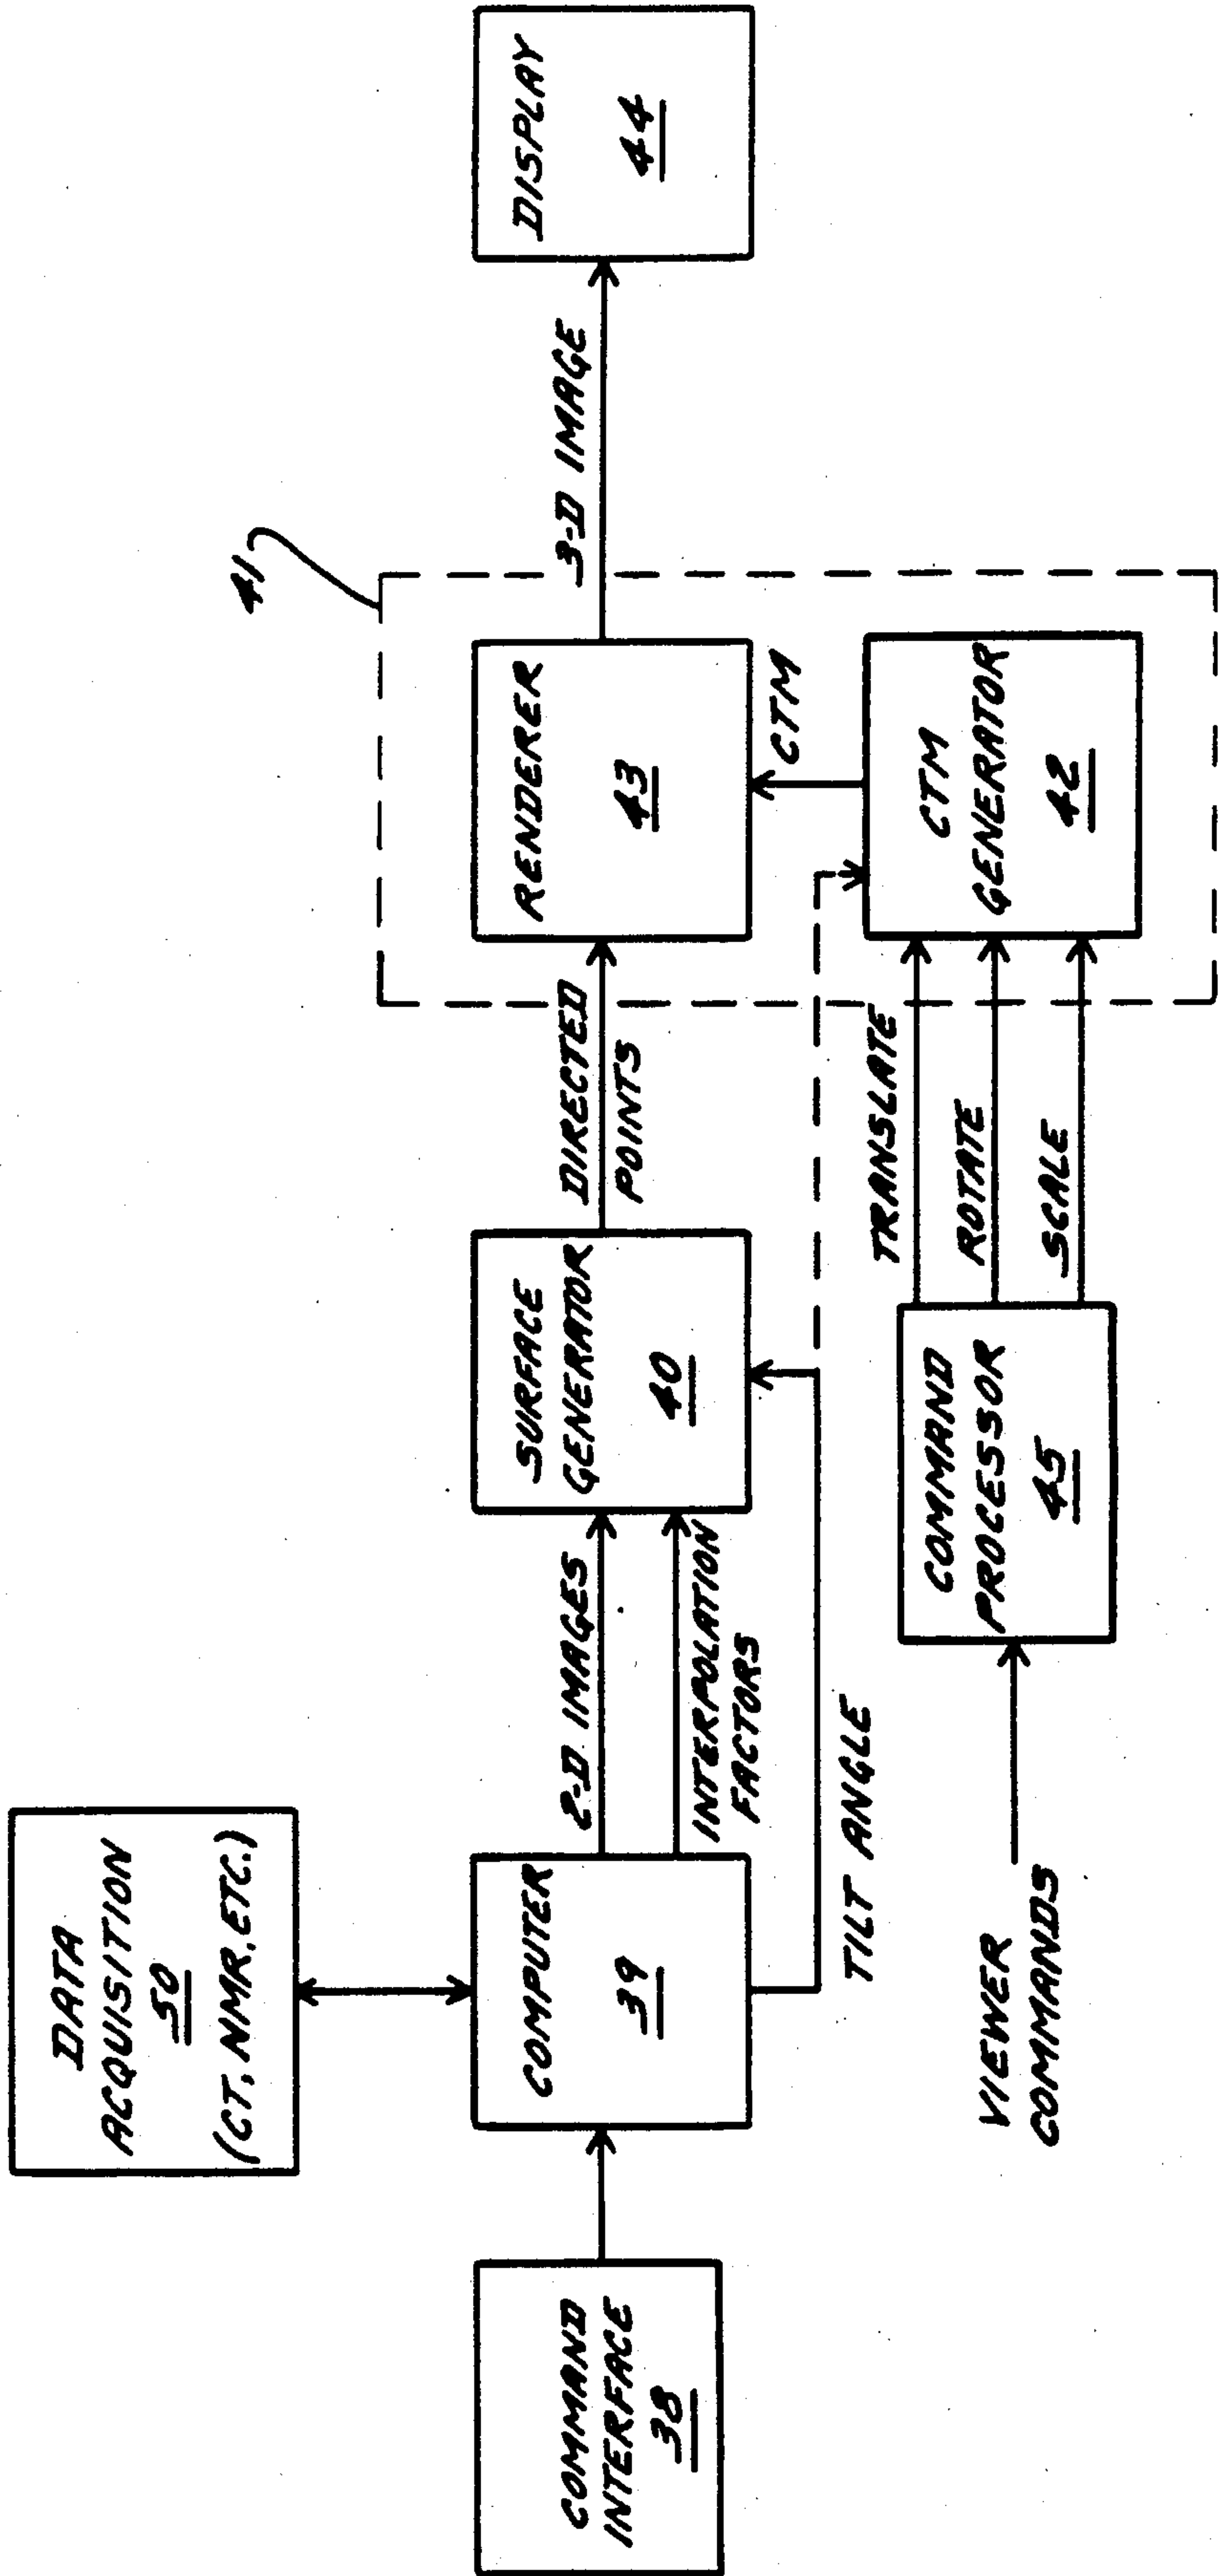 DATA
ACQUISITION
50
(CT, NMR, ETC.)
COMMAND
INTERFACE
38
COMPUTER
39
2-D IMAGES
INTERPOLATION
FACTORS
TILT ANGLE
SURFACE
GENERATOR
40
DIRECTED
POINTS
41
RENDERER
43
3-D IMAGE
DISPLAY
44
CTM
CTM
GENERATOR
42
TRANSLATE
ROTATE
SCALE
COMMAND
PROCESSOR
45
VIEWER
COMMANDS